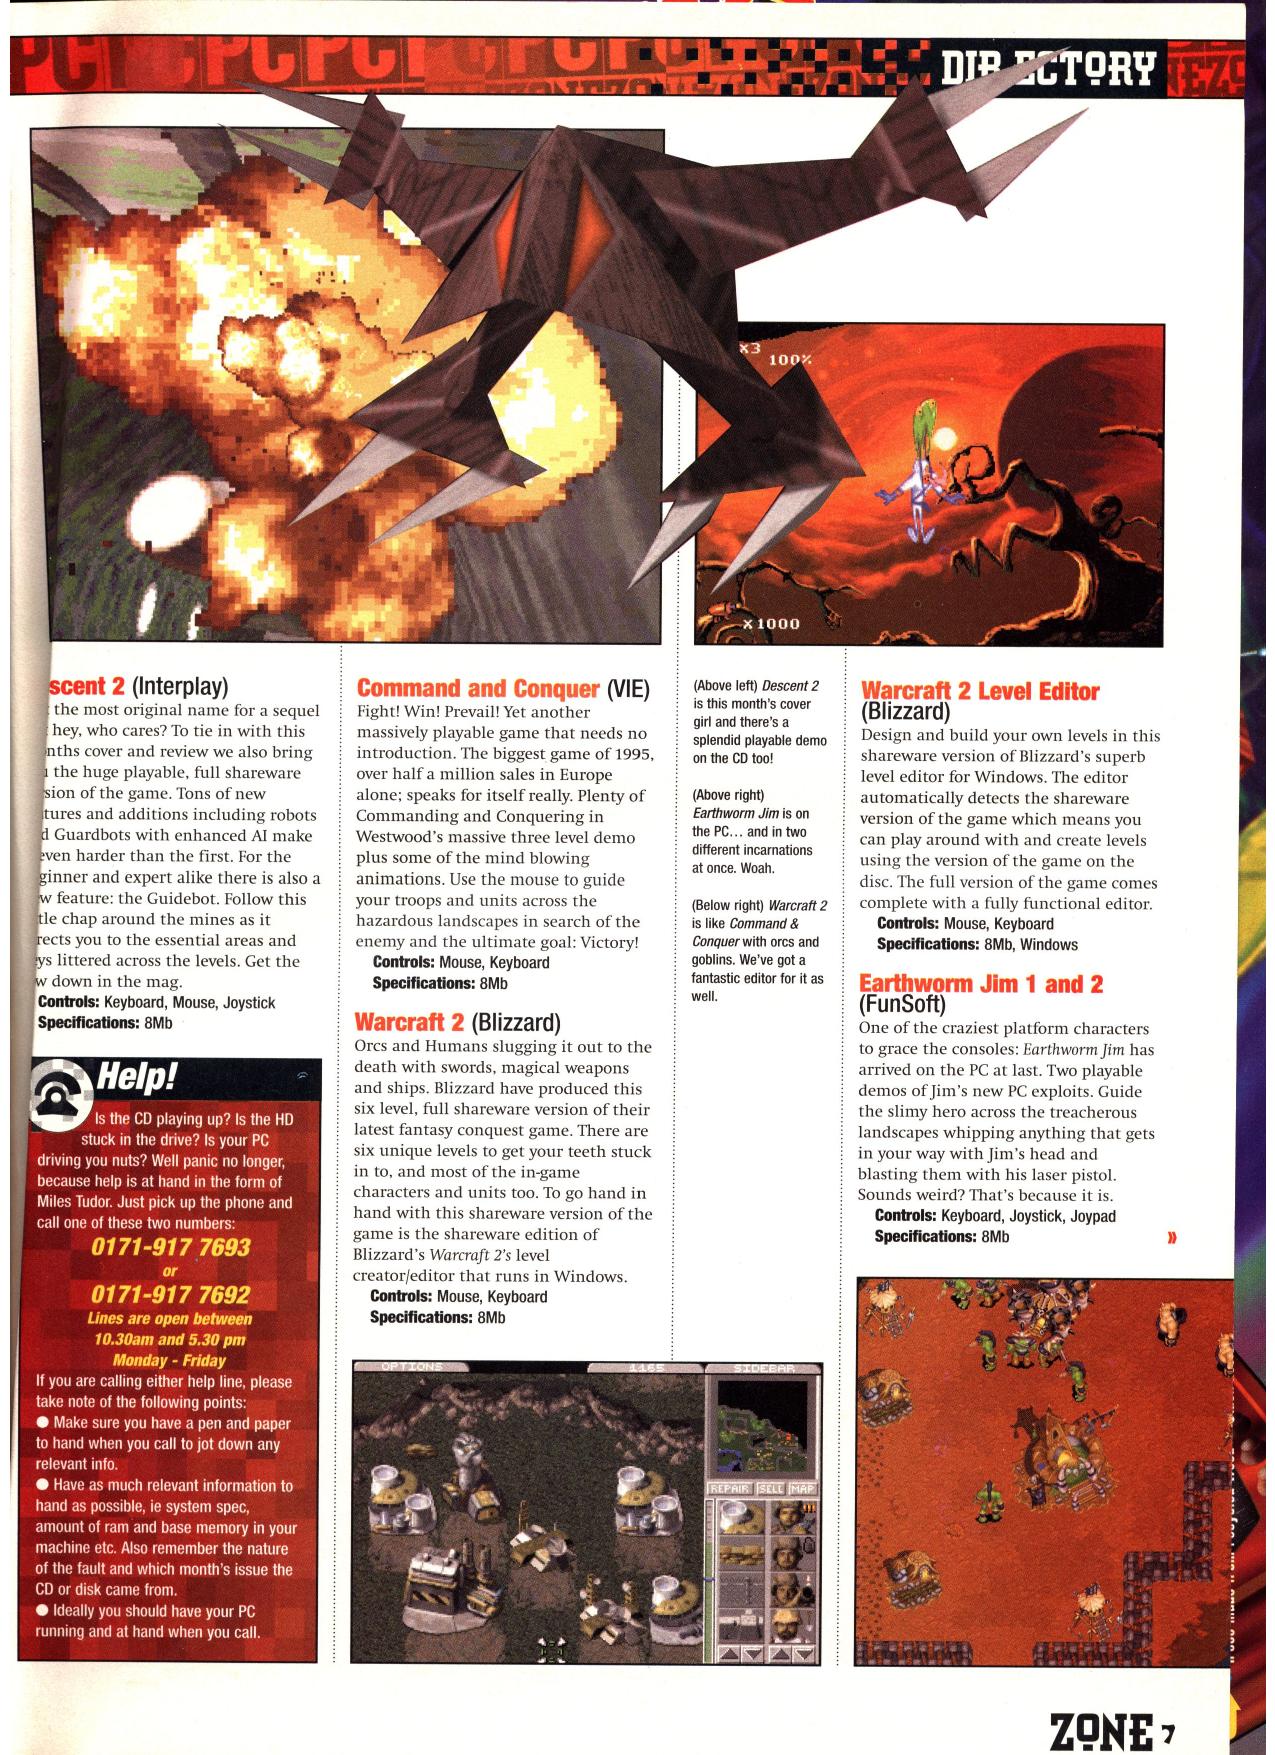 DIRECTORY
x3
100%
x1000
scent 2 (Interplay)
the most original name for a sequel
hey, who cares? To tie in with this
nths cover and review we also bring
the huge playable, full shareware
sion of the game. Tons of new
tures and additions including robots
d Guardbots with enhanced AI make
even harder than the first. For the
ginner and expert alike there is also a
w feature: the Guidebot. Follow this
tle chap around the mines as it
rects you to the essential areas and
ys littered across the levels. Get the
w down in the mag.
Controls: Keyboard, Mouse, Joystick
Specifications: 8Mb
Help!
Is the CD playing up? Is the HD
stuck in the drive? Is your PC
driving you nuts? Well panic no longer,
because help is at hand in the form of
Miles Tudor. Just pick up the phone and
call one of these two numbers:
0171-917 7693
or
0171-917 7692
Lines are open between
10.30am and 5.30 pm
Monday - Friday
If you are calling either help line, please
take note of the following points:
● Make sure you have a pen and paper
to hand when you call to jot down any
relevant info.
● Have as much relevant information to
hand as possible, ie system spec,
amount of ram and base memory in your
machine etc. Also remember the nature
of the fault and which month's issue the
CD or disk came from.
● Ideally you should have your PC
running and at hand when you call.
Command and Conquer (VIE)
Fight! Win! Prevail! Yet another
massively playable game that needs no
introduction. The biggest game of 1995,
over half a million sales in Europe
alone; speaks for itself really. Plenty of
Commanding and Conquering in
Westwood's massive three level demo
plus some of the mind blowing
animations. Use the mouse to guide
your troops and units across the
hazardous landscapes in search of the
enemy and the ultimate goal: Victory!
Controls: Mouse, Keyboard
Specifications: 8Mb
Warcraft 2 (Blizzard)
Orcs and Humans slugging it out to the
death with swords, magical weapons
and ships. Blizzard have produced this
six level, full shareware version of their
latest fantasy conquest game. There are
six unique levels to get your teeth stuck
in to, and most of the in-game
characters and units too. To go hand in
hand with this shareware version of the
game is the shareware edition of
Blizzard's Warcraft 2's level
creator/editor that runs in Windows.
Controls: Mouse, Keyboard
Specifications: 8Mb
OPTIONS
1165
SIDEBAR
REPAIR
SELL
MAP
(Above left) Descent 2
is this month's cover
girl and there's a
splendid playable demo
on the CD too!
(Above right)
Earthworm Jim is on
the PC... and in two
different incarnations
at once. Woah.
(Below right) Warcraft 2
is like Command &
Conquer with orcs and
goblins. We've got a
fantastic editor for it as
well.
Warcraft 2 Level Editor
(Blizzard)
Design and build your own levels in this
shareware version of Blizzard's superb
level editor for Windows. The editor
automatically detects the shareware
version of the game which means you
can play around with and create levels
using the version of the game on the
disc. The full version of the game comes
complete with a fully functional editor.
Controls: Mouse, Keyboard
Specifications: 8Mb, Windows
Earthworm Jim 1 and 2
(FunSoft)
One of the craziest platform characters
to grace the consoles: Earthworm Jim has
arrived on the PC at last. Two playable
demos of Jim's new PC exploits. Guide
the slimy hero across the treacherous
landscapes whipping anything that gets
in your way with Jim's head and
blasting them with his laser pistol.
Sounds weird? That's because it is.
Controls: Keyboard, Joystick, Joypad
Specifications: 8Mb
»
ZONE 7